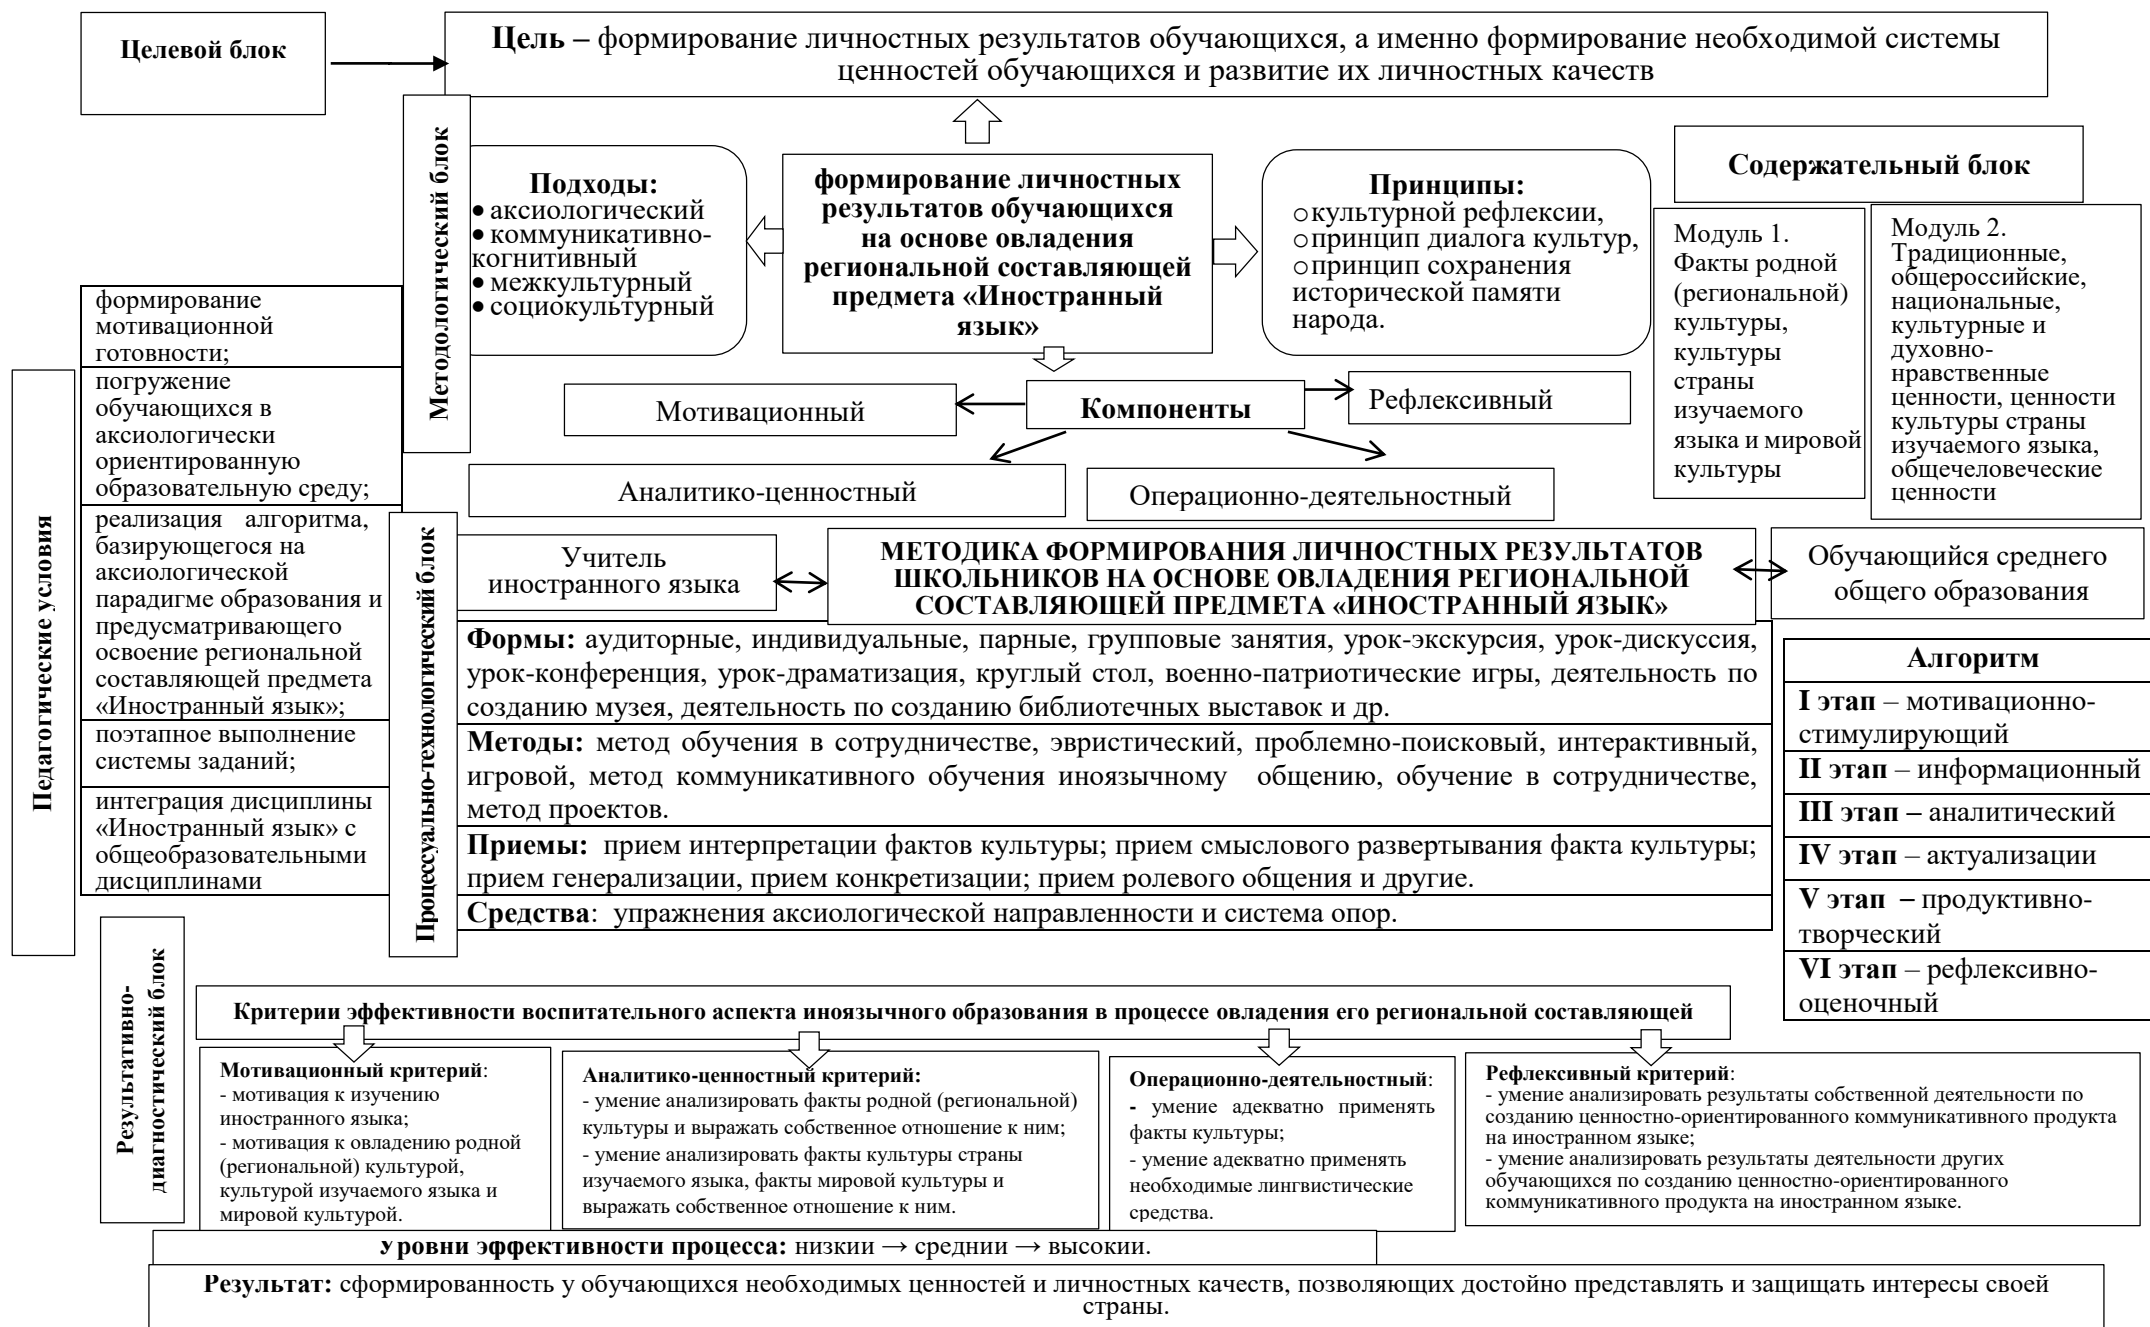 Целевой блок
Цель – формирование личностных результатов обучающихся, а именно формирование необходимой системы
ценностей обучающихся и развитие их личностных качеств
Методологический блок
Подходы:
• аксиологический
• коммуникативно-
когнитивный
• межкультурный
• социокультурный
формирование личностных
результатов обучающихся
на основе овладения
региональной составляющей
предмета «Иностранный
язык»
Принципы:
○культурной рефлексии,
○принцип диалога культур,
○принцип сохранения
исторической памяти
народа.
Содержательный блок
Модуль 1.
Факты родной
(региональной)
культуры,
культуры
страны
изучаемого
языка и мировой
культуры
Модуль 2.
Традиционные,
общероссийские,
национальные,
культурные и
духовно-
нравственные
ценности, ценности
культуры страны
изучаемого языка,
общечеловеческие
ценности
Компоненты
Мотивационный
Рефлексивный
Аналитико-ценностный
Операционно-деятельностный
Педагогические условия
формирование
мотивационной
готовности;
погружение
обучающихся в
аксиологически
ориентированную
образовательную среду;
реализация алгоритма,
базирующегося на
аксиологической
парадигме образования и
предусматривающего
освоение региональной
составляющей предмета
«Иностранный язык»;
поэтапное выполнение
системы заданий;
интеграция дисциплины
«Иностранный язык» с
общеобразовательными
дисциплинами
Процессуально-технологический блок
Учитель
иностранного языка
МЕТОДИКА ФОРМИРОВАНИЯ ЛИЧНОСТНЫХ РЕЗУЛЬТАТОВ
ШКОЛЬНИКОВ НА ОСНОВЕ ОВЛАДЕНИЯ РЕГИОНАЛЬНОЙ
СОСТАВЛЯЮЩЕЙ ПРЕДМЕТА «ИНОСТРАННЫЙ ЯЗЫК»
Обучающийся среднего
общего образования
Формы: аудиторные, индивидуальные, парные, групповые занятия, урок-экскурсия, урок-дискуссия,
урок-конференция, урок-драматизация, круглый стол, военно-патриотические игры, деятельность по
созданию музея, деятельность по созданию библиотечных выставок и др.
Методы: метод обучения в сотрудничестве, эвристический, проблемно-поисковый, интерактивный,
игровой, метод коммуникативного обучения иноязычному общению, обучение в сотрудничестве,
метод проектов.
Приемы: прием интерпретации фактов культуры; прием смыслового развертывания факта культуры;
прием генерализации, прием конкретизации; прием ролевого общения и другие.
Средства: упражнения аксиологической направленности и система опор.
Алгоритм
I этап – мотивационно-
стимулирующий
II этап – информационный
III этап – аналитический
IV этап – актуализации
V этап – продуктивно-
творческий
VI этап – рефлексивно-
оценочный
Результативно-
диагностический блок
Критерии эффективности воспитательного аспекта иноязычного образования в процессе овладения его региональной составляющей
Мотивационный критерий:
- мотивация к изучению
иностранного языка;
- мотивация к овладению родной
(региональной) культурой,
культурой изучаемого языка и
мировой культурой.
Аналитико-ценностный критерий:
- умение анализировать факты родной (региональной)
культуры и выражать собственное отношение к ним;
- умение анализировать факты культуры страны
изучаемого языка, факты мировой культуры и
выражать собственное отношение к ним.
Операционно-деятельностный:
- умение адекватно применять
факты культуры;
- умение адекватно применять
необходимые лингвистические
средства.
Рефлексивный критерий:
- умение анализировать результаты собственной деятельности по
созданию ценностно-ориентированного коммуникативного продукта
на иностранном языке;
- умение анализировать результаты деятельности других
обучающихся по созданию ценностно-ориентированного
коммуникативного продукта на иностранном языке.
Уровни эффективности процесса: низкий → средний → высокий.
Результат: сформированность у обучающихся необходимых ценностей и личностных качеств, позволяющих достойно представлять и защищать интересы своей
страны.